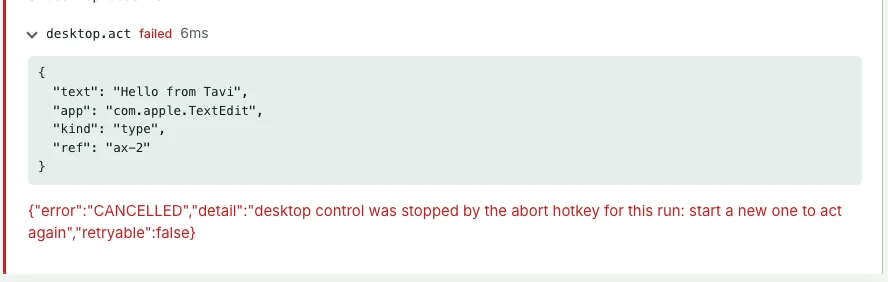 desktop.act failed 6ms
{
  "text": "Hello from Tavi",
  "app": "com.apple.TextEdit",
  "kind": "type",
  "ref": "ax-2"
}
{"error":"CANCELLED","detail":"desktop control was stopped by the abort hotkey for this run: start a new one to act
again","retryable":false}